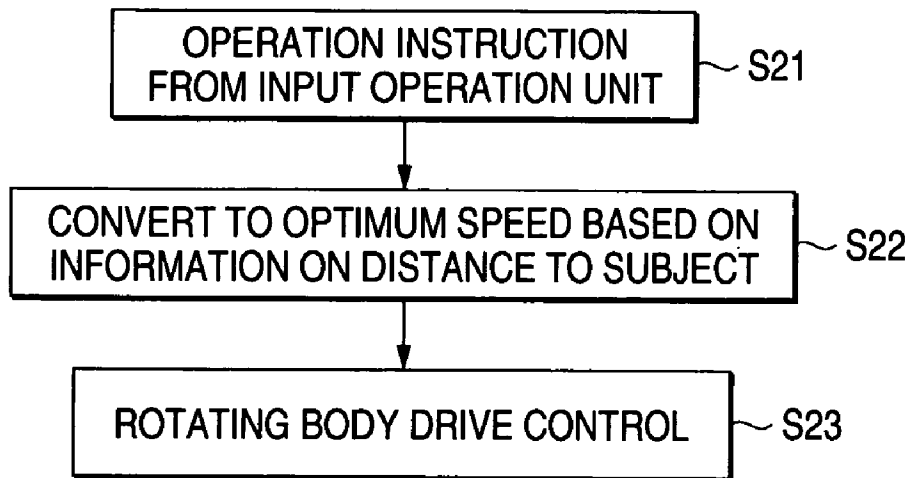 OPERATION INSTRUCTION
FROM INPUT OPERATION UNIT
S21
CONVERT TO OPTIMUM SPEED BASED ON
INFORMATION ON DISTANCE TO SUBJECT
S22
ROTATING BODY DRIVE CONTROL
S23